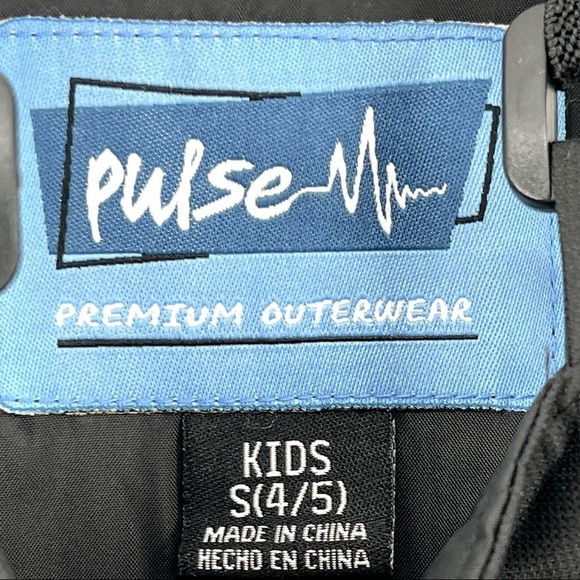 pulse
PREMIUM OUTERWEAR
KIDS
S(4/5)
MADE IN CHINA
HECHO EN CHINA